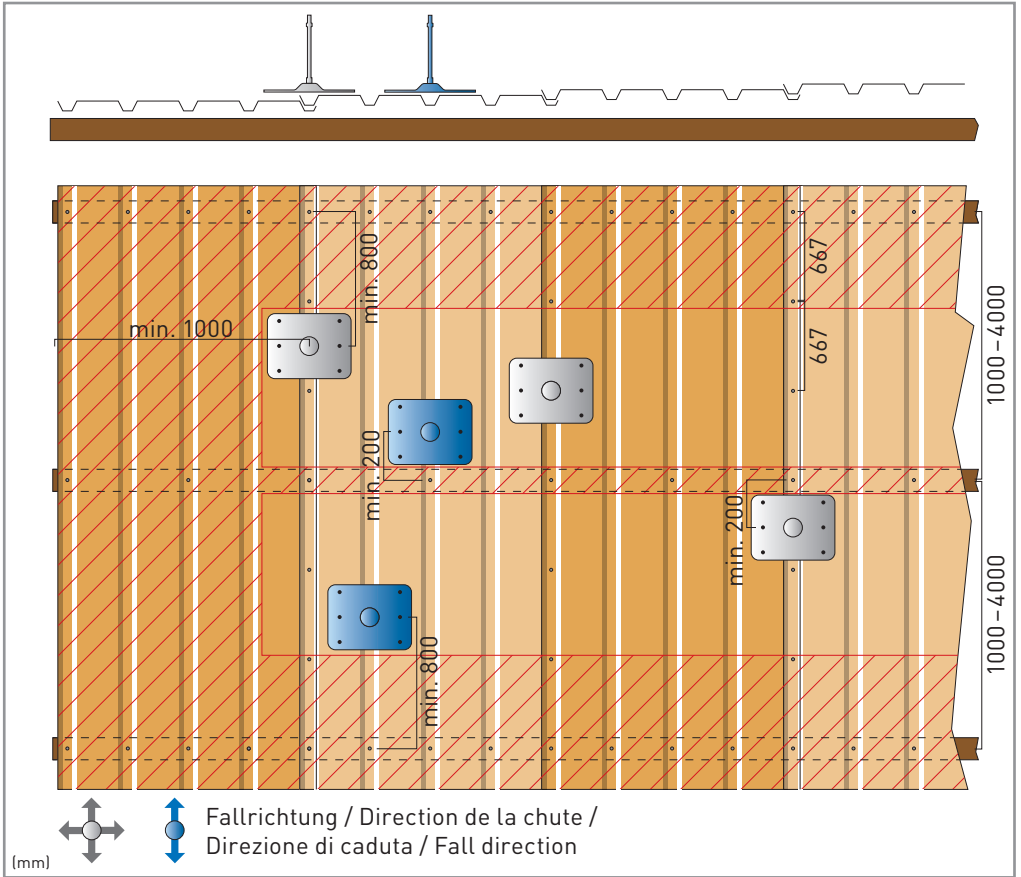 min. 800
667
min. 1000
667
1000 – 4000
min. 200
min. 200
1000 – 4000
min. 800
Fallrichtung / Direction de la chute /
Direzione di caduta / Fall direction
(mm)